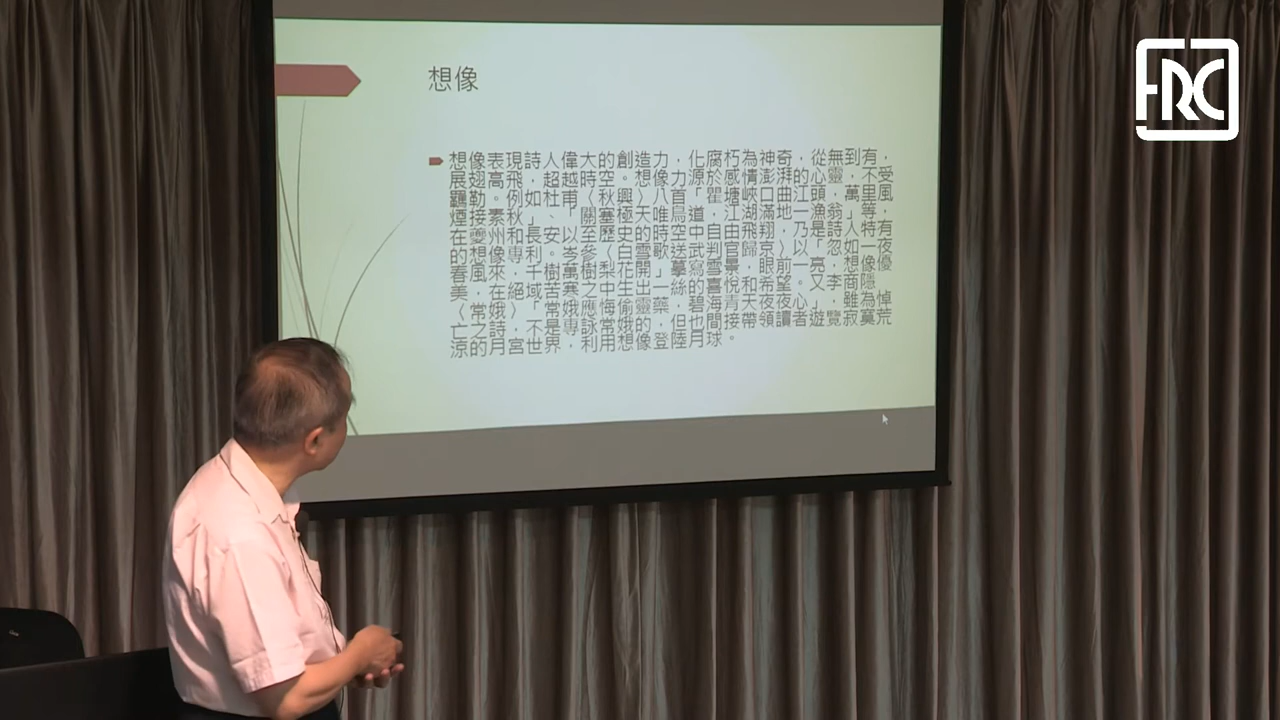 FRC
想像
想像表現詩人偉大的創造力，化腐朽為神奇，從無到有，
展翅高飛，超越時空。想像力源於感情澎湃的心靈，不受
羈勒。例如杜甫〈秋興〉八首「瞿塘峽口曲江頭，萬里風
煙接素秋」、「關塞極天唯鳥道，江湖滿地一漁翁」等，
在夔州和長安以至歷史的時空中自由飛翔，乃是詩人特有
的想像專利。岑參〈白雪歌送武判官歸京〉以「忽如一夜
春風來，千樹萬樹梨花開」摹寫雪景，眼前一亮，想像優
美，在絕域苦寒之中生出一絲的喜悅和希望。又李商隱
〈常娥〉「常娥應悔偷靈藥，碧海青天夜夜心」，雖為悼
亡之詩，不是專詠常娥的，但也間接帶領讀者遊覽寂寞荒
涼的月宮世界，利用想像登陸月球。